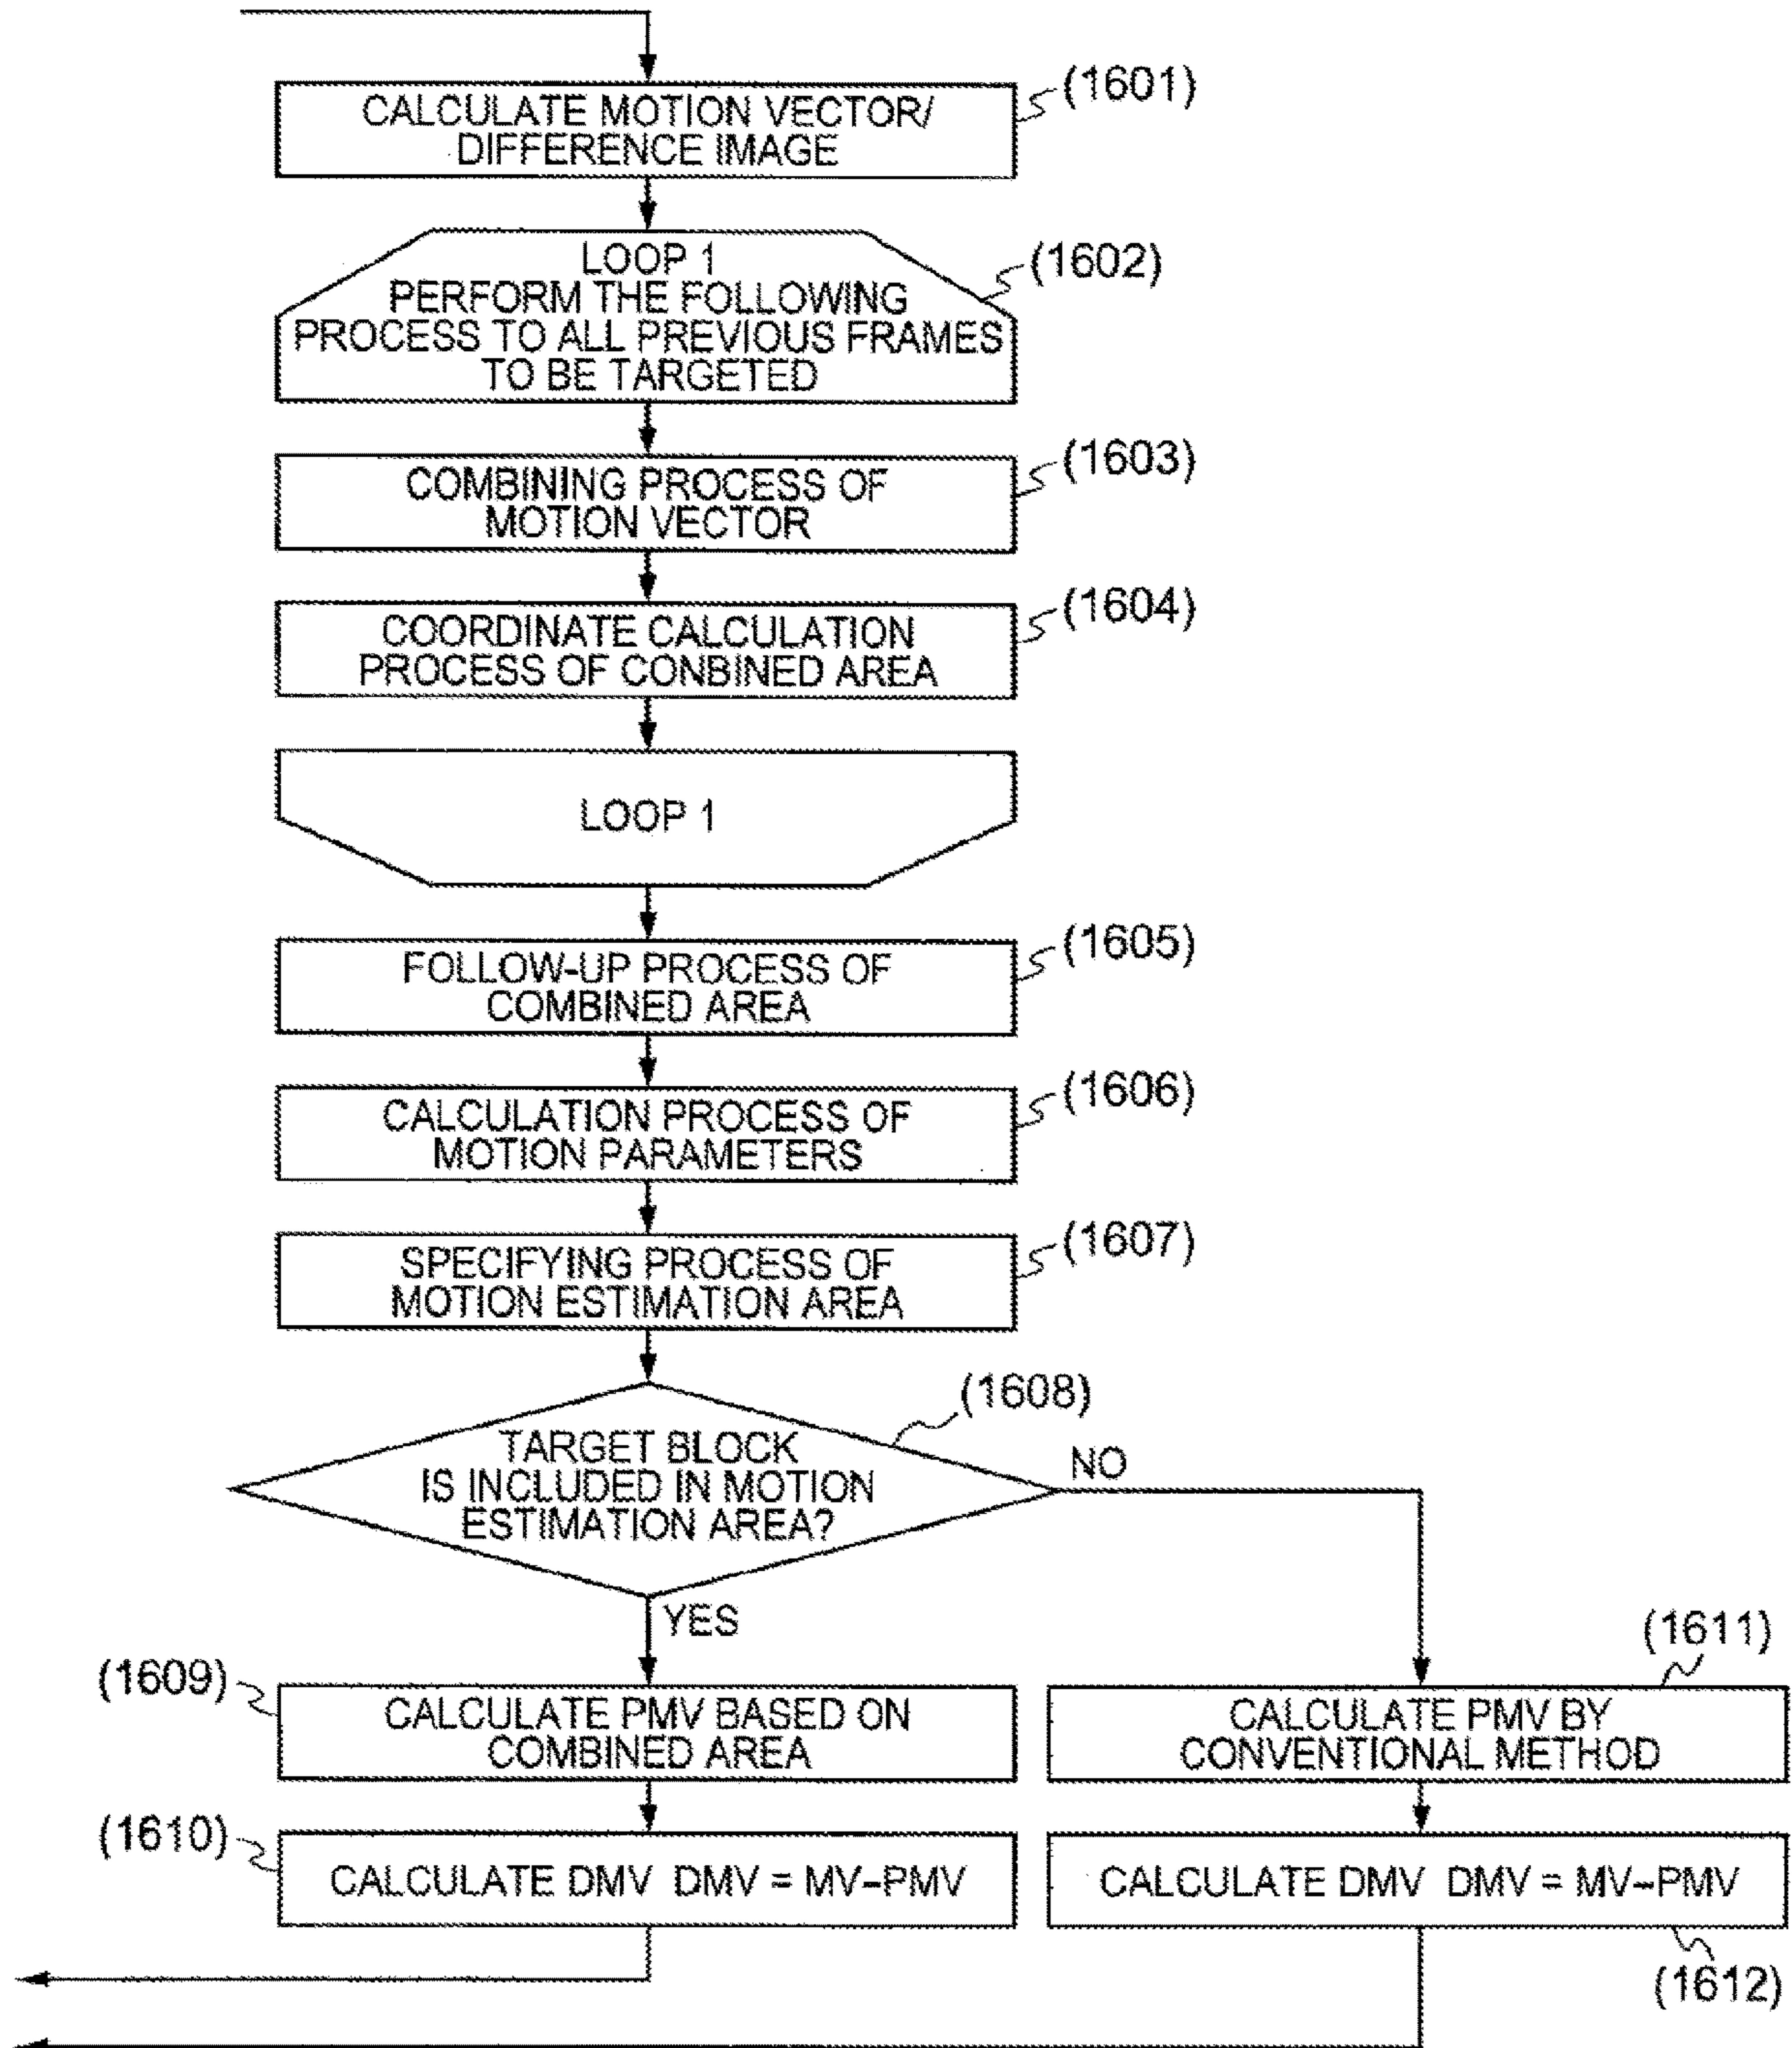 (1601)
CALCULATE MOTION VECTOR/
DIFFERENCE IMAGE
(1602)
LOOP 1
PERFORM THE FOLLOWING
PROCESS TO ALL PREVIOUS FRAMES
TO BE TARGETED
(1603)
COMBINING PROCESS OF
MOTION VECTOR
(1604)
COORDINATE CALCULATION
PROCESS OF CONBINED AREA
LOOP 1
(1605)
FOLLOW-UP PROCESS OF
COMBINED AREA
(1606)
CALCULATION PROCESS OF
MOTION PARAMETERS
(1607)
SPECIFYING PROCESS OF
MOTION ESTIMATION AREA
(1608)
TARGET BLOCK
IS INCLUDED IN MOTION
ESTIMATION AREA?
NO
YES
(1609)
CALCULATE PMV BASED ON
COMBINED AREA
(1611)
CALCULATE PMV BY
CONVENTIONAL METHOD
(1610)
CALCULATE DMV DMV = MV-PMV
CALCULATE DMV DMV = MV-PMV
(1612)